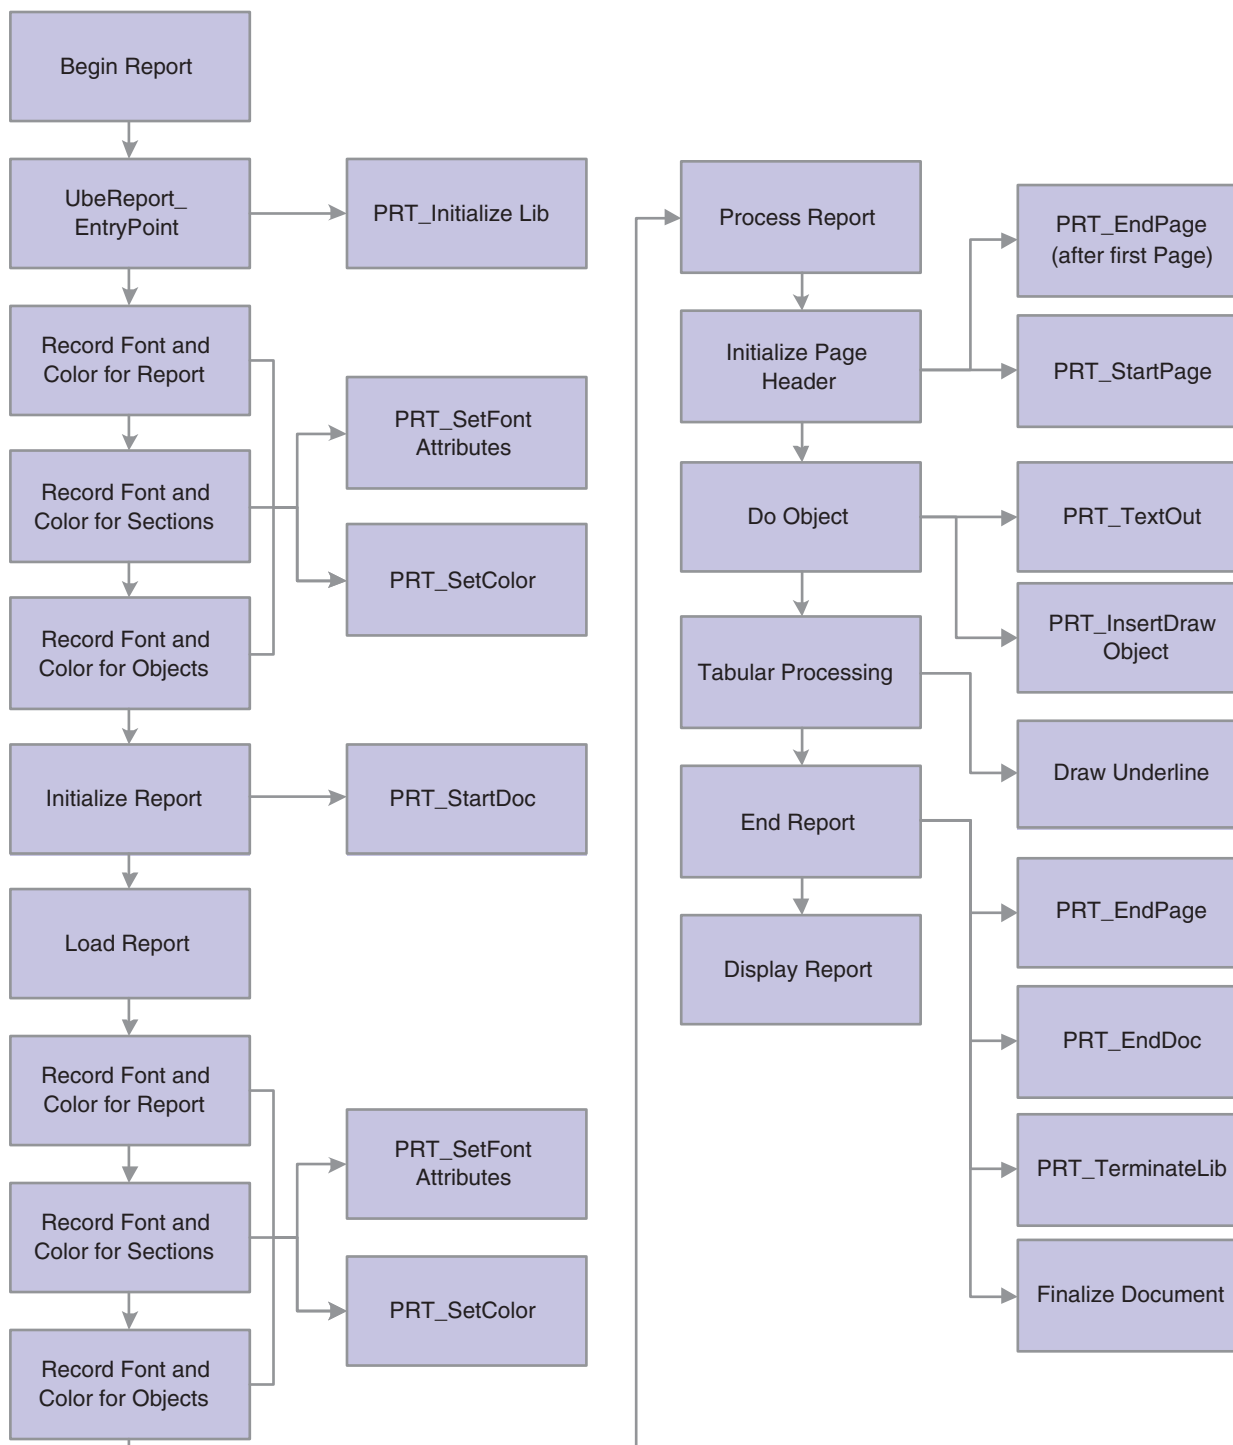 Begin Report
UbeReport_
EntryPoint
PRT_Initialize Lib
Record Font and
Color for Report
Record Font and
Color for Sections
Record Font and
Color for Objects
PRT_SetFont
Attributes
PRT_SetColor
Initialize Report
PRT_StartDoc
Load Report
Record Font and
Color for Report
Record Font and
Color for Sections
Record Font and
Color for Objects
PRT_SetFont
Attributes
PRT_SetColor
Process Report
Initialize Page
Header
PRT_EndPage
(after first Page)
PRT_StartPage
Do Object
PRT_TextOut
PRT_InsertDraw
Object
Tabular Processing
Draw Underline
End Report
PRT_EndPage
PRT_EndDoc
PRT_TerminateLib
Finalize Document
Display Report